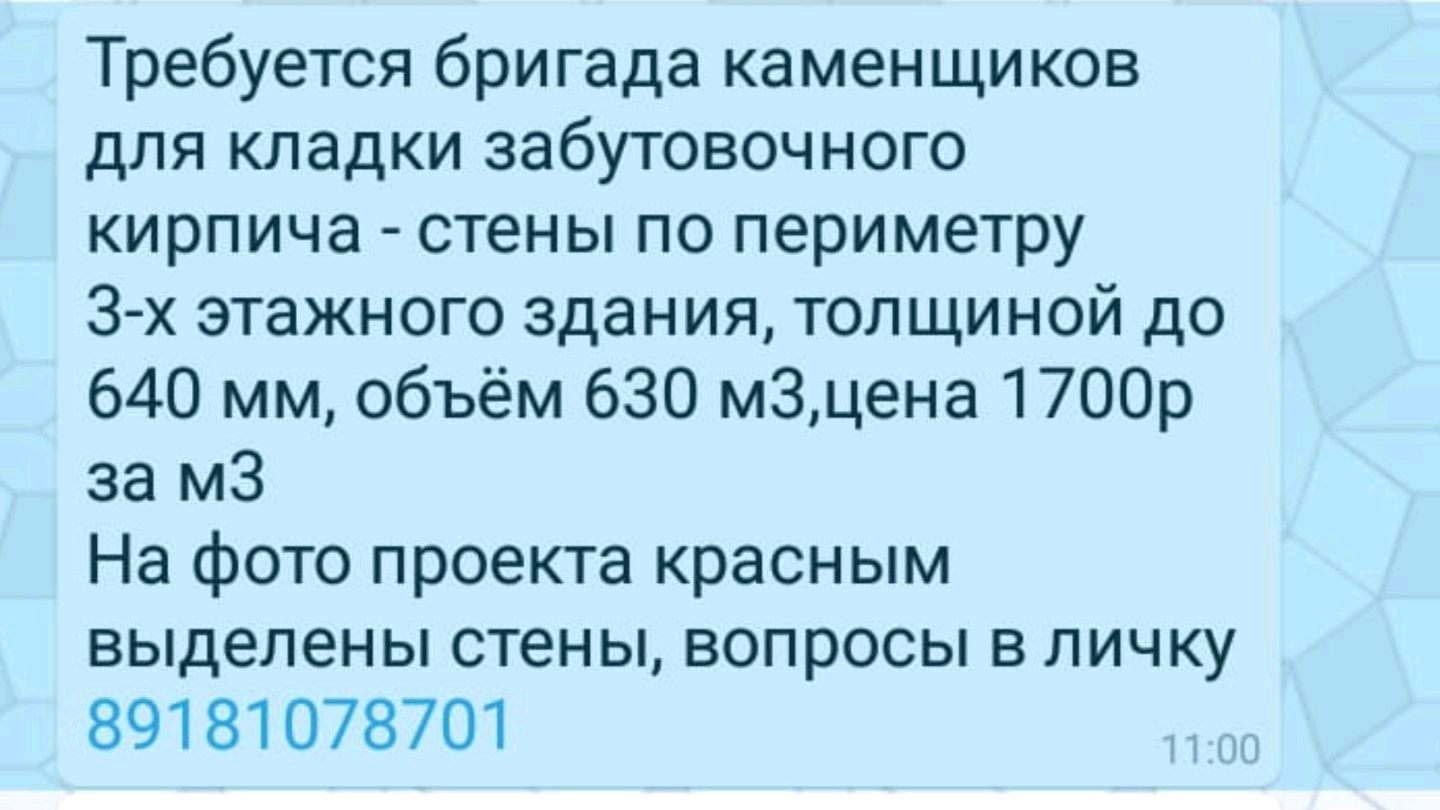 Требуется бригада каменщиков
для кладки забутовочного
кирпича - стены по периметру
3-х этажного здания, толщиной до
640 мм, объём 630 м3,цена 1700р
за м3
На фото проекта красным
выделены стены, вопросы в личку
89181078701
11:00